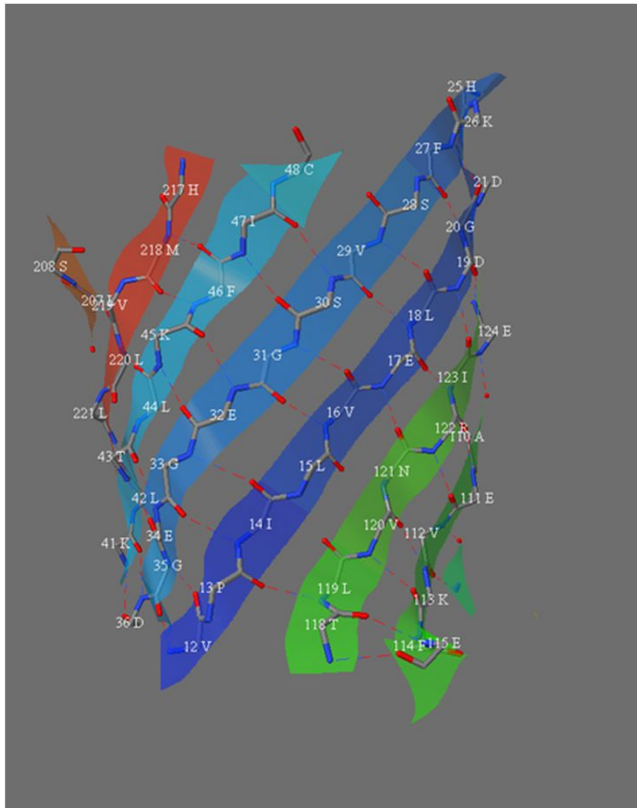 25 H
26 K
27 F
48 C
217 H
21 D
28 S
47 I
20 G
218 M
29 V
19 D
208 S
46 F
30 S
219 V
18 L
124 E
45 K
31 G
17 E
220 L
123 I
44 L
32 E
16 V
221 L
110 A
43 T
33 G
15 L
121 N
42 L
111 E
14 I
120 V
112 V
34 E
41 K
35 G
13 P
119 L
113 K
36 D
118 T
12 V
114 F
115 E